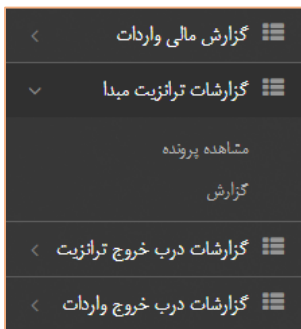 گزارش مالی واردات
گزارشات ترانزیت مبدا
مشاهده پرونده
گزارش
گزارشات درب خروج ترانزیت
گزارشات درب خروج واردات